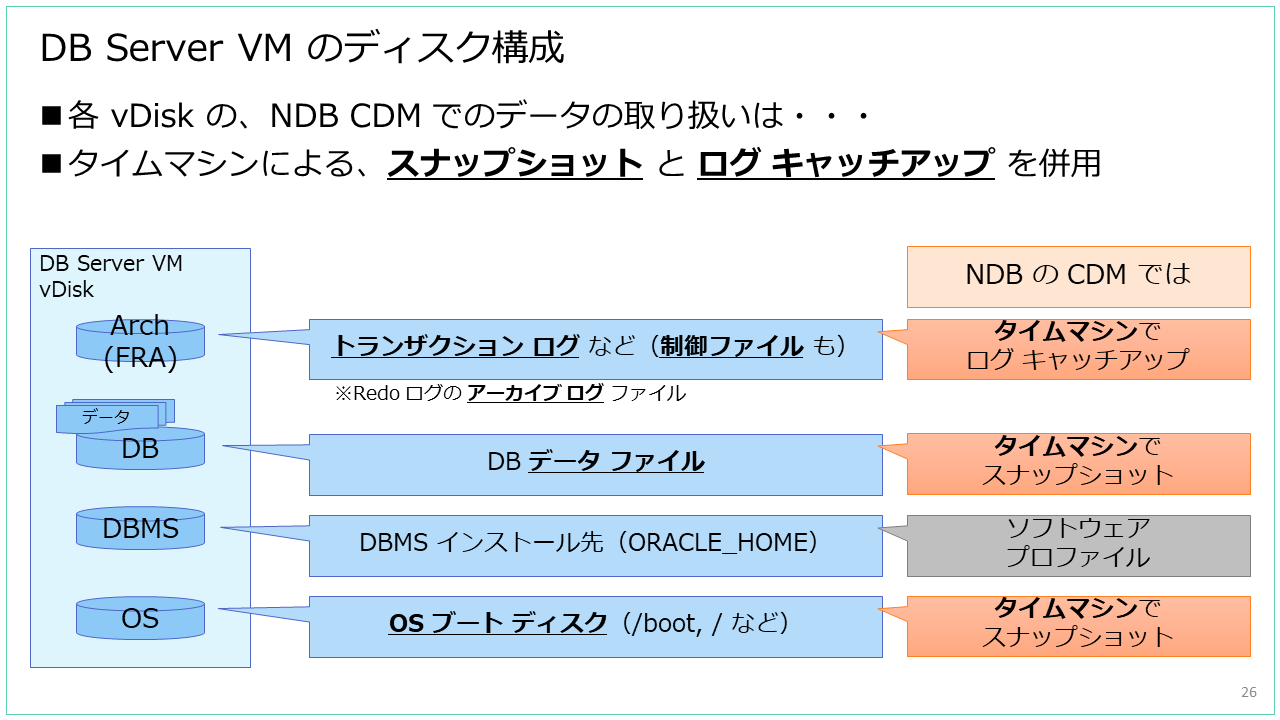 DB Server VM のディスク構成
■各 vDisk の、NDB CDM でのデータの取り扱いは・・・
■タイムマシンによる、スナップショット と ログ キャッチアップ を併用
DB Server VM
vDisk
NDB の CDM では
Arch
(FRA)
トランザクション ログ など（制御ファイル も）
タイムマシンで
ログ キャッチアップ
※Redo ログの アーカイブ ログ ファイル
データ
DB
DB データ ファイル
タイムマシンで
スナップショット
DBMS
DBMS インストール先（ORACLE_HOME）
ソフトウェア
プロファイル
OS
OS ブート ディスク（/boot, / など）
タイムマシンで
スナップショット
26